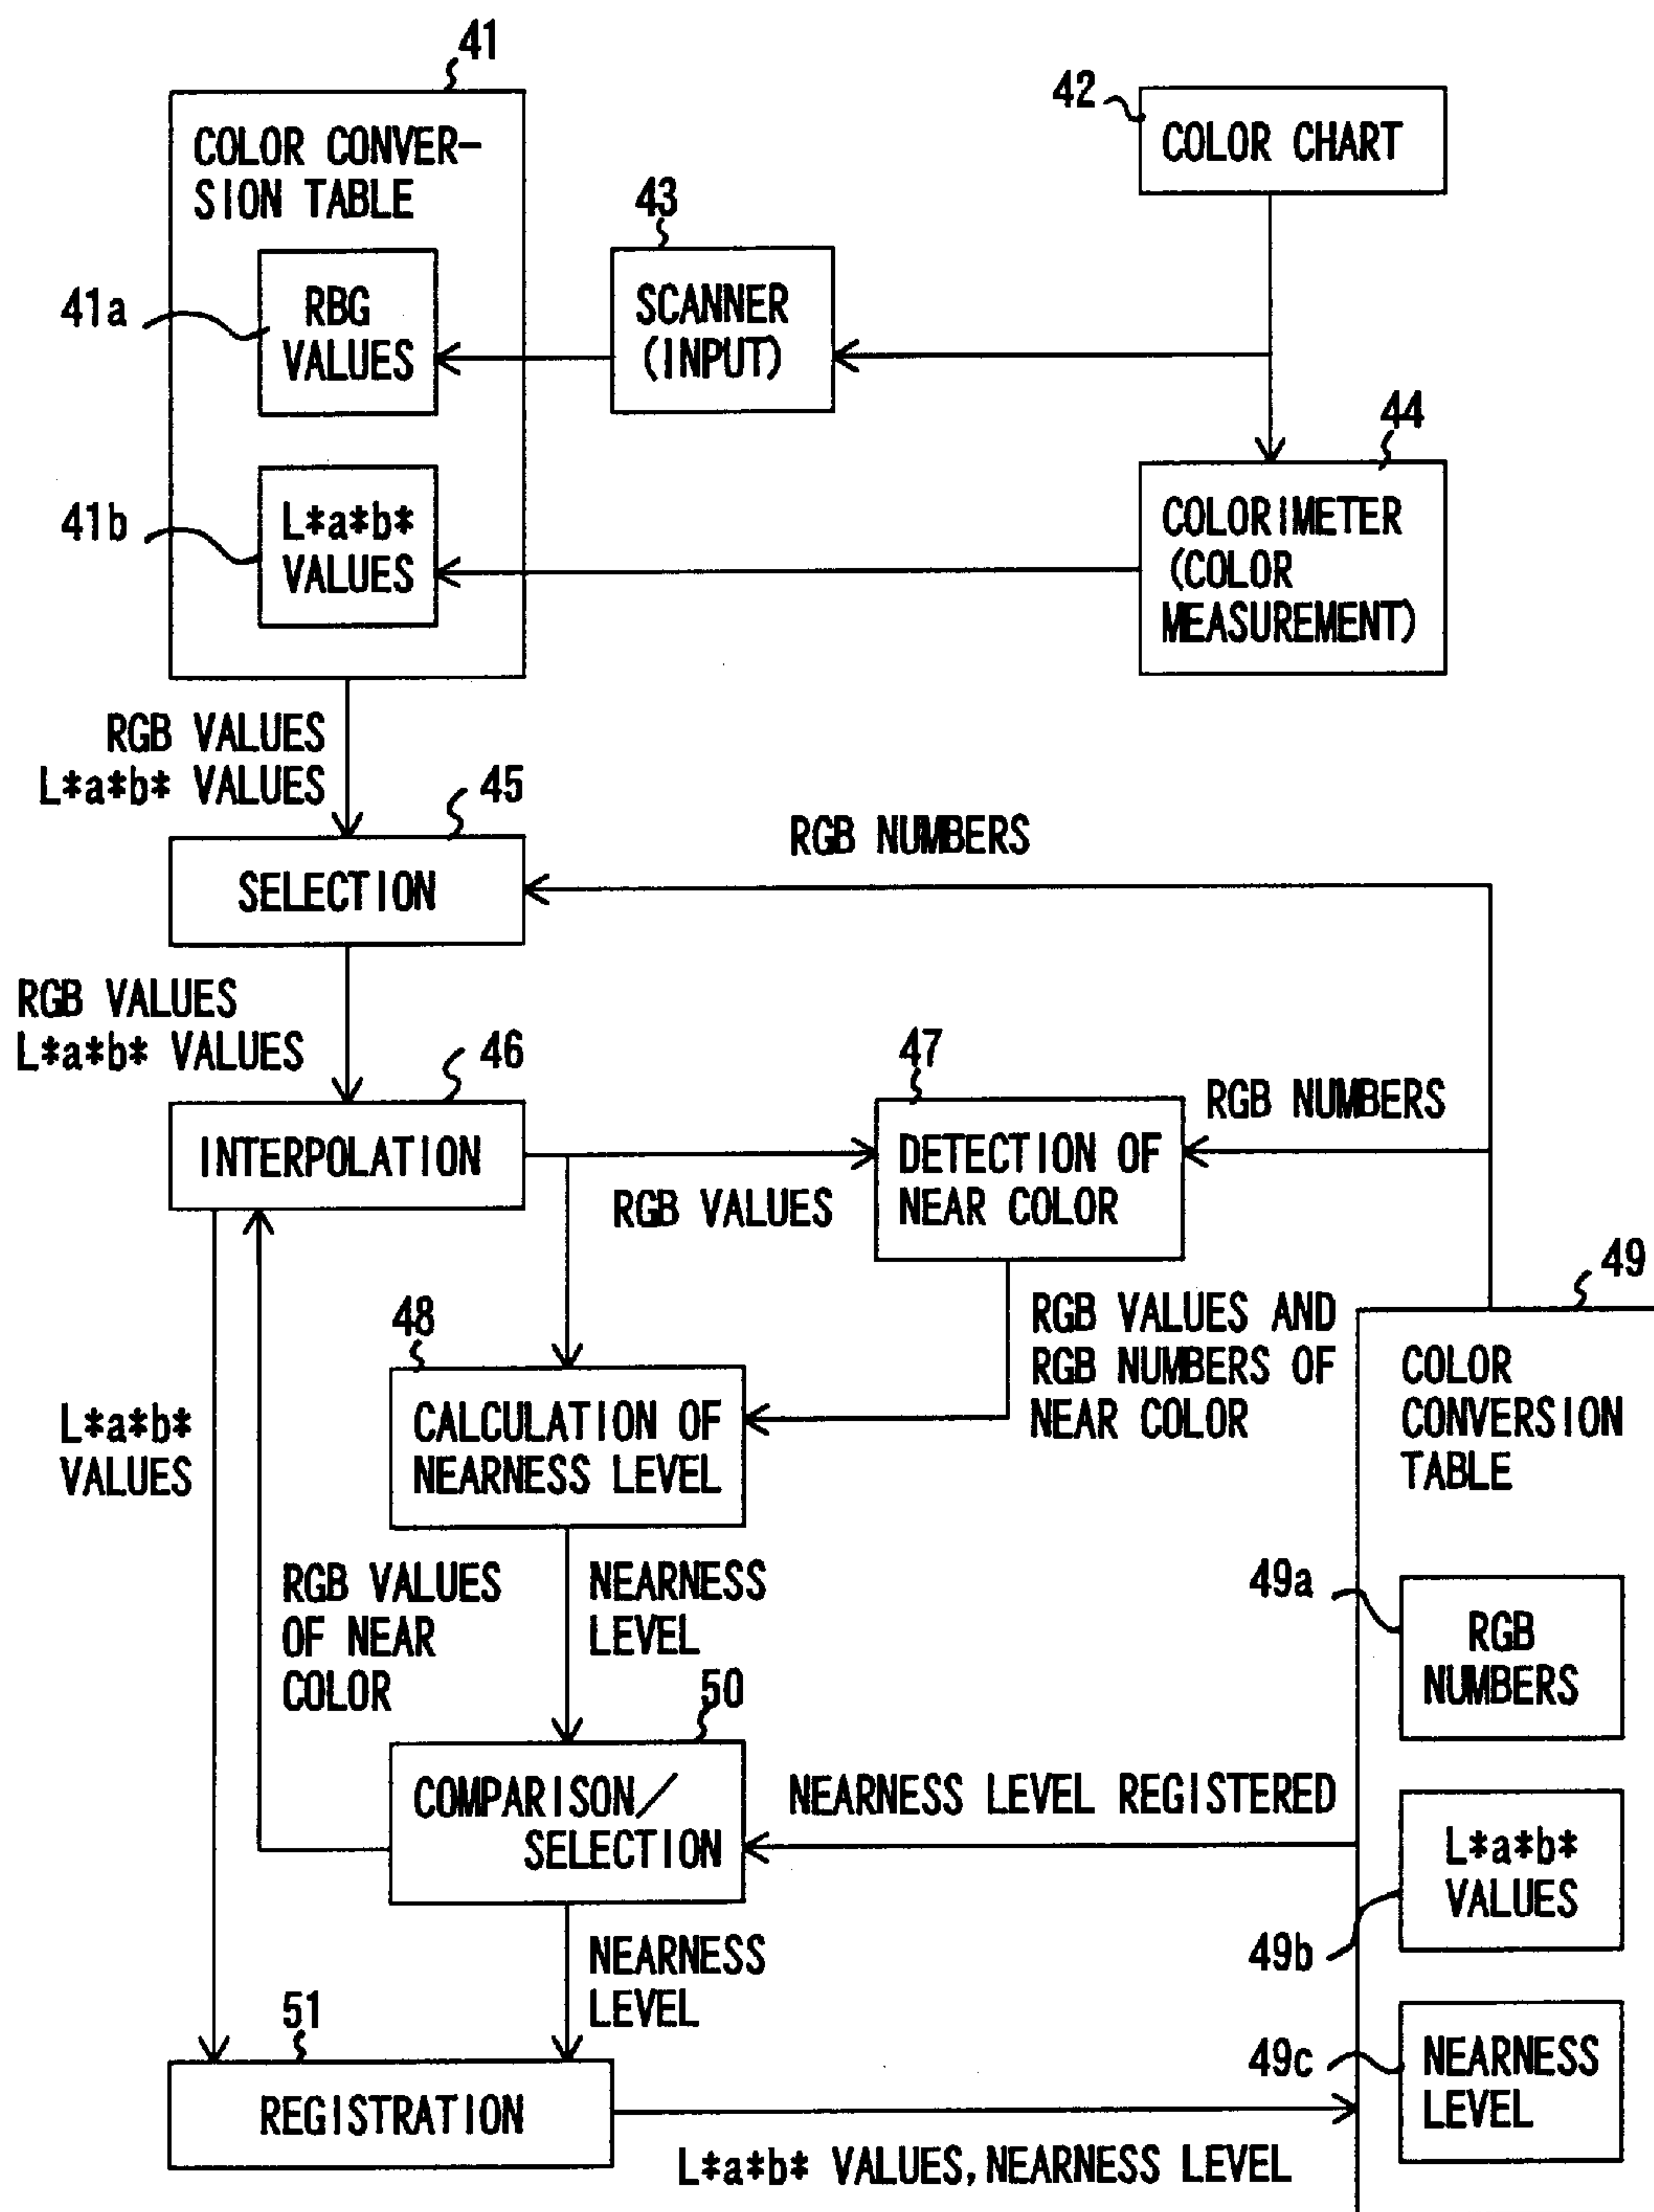 41
COLOR CONVER-
SION TABLE
41a
RBG
VALUES
41b
L*a*b*
VALUES
42
COLOR CHART
43
SCANNER
(INPUT)
44
COLORIMETER
(COLOR
MEASUREMENT)
RGB VALUES
L*a*b* VALUES
45
SELECTION
RGB NUMBERS
RGB VALUES
L*a*b* VALUES
46
INTERPOLATION
RGB VALUES
47
DETECTION OF
NEAR COLOR
RGB NUMBERS
RGB VALUES AND
RGB NUMBERS OF
NEAR COLOR
48
CALCULATION OF
NEARNESS LEVEL
L*a*b*
VALUES
RGB VALUES
OF NEAR
COLOR
NEARNESS
LEVEL
50
COMPARISON/
SELECTION
NEARNESS LEVEL REGISTERED
NEARNESS
LEVEL
51
REGISTRATION
L*a*b* VALUES, NEARNESS LEVEL
49
COLOR
CONVERSION
TABLE
49a
RGB
NUMBERS
L*a*b*
VALUES
49b
49c
NEARNESS
LEVEL